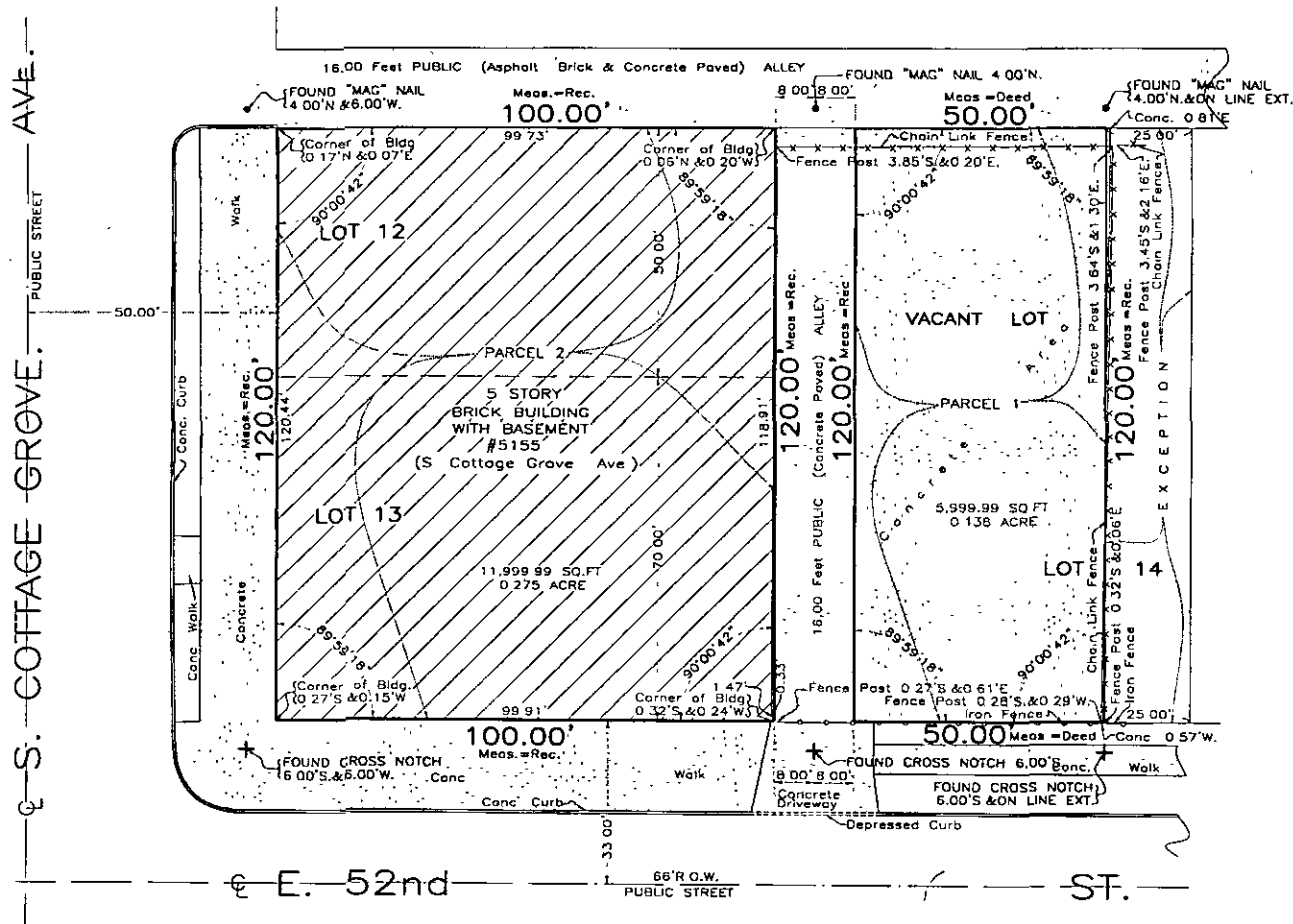 16.00 Feet PUBLIC (Asphalt Brick & Concrete Paved) ALLEY
FOUND "MAG" NAIL
4 00'N &6.00'W.
Meas.=Rec.
100.00'
99 73'
8 00' 8 00'
FOUND "MAG" NAIL 4 00'N.
Meas =Deed
50.00'
FOUND "MAG" NAIL
4.00'N.&ON LINE EXT.
Conc. 0 81'E
25 00'
Corner of Bldg
0.17'N &0 07'E
Corner of Bldg
0 06'N &0 20'W
Chain Link Fence
Fence Post 3.85'S &0 20'E.
90°00'42"
89°59'18"
90°00'42"
89°59'18"
S. COTTAGE GROVE. AVE.
PUBLIC STREET
50.00'
Walk
LOT 12
50.00'
Conc. Curb
120.00'
Meas.=Rec.
120.44'
PARCEL 2
5 STORY
BRICK BUILDING
WITH BASEMENT
#5155
(S Cottage Grove Ave)
118.91'
120.00'
Meas =Rec.
120.00'
Meas =Rec.
16.00 Feet PUBLIC (Concrete Paved) ALLEY
VACANT LOT
PARCEL 1
Concrete Area
5,999.99 SQ FT
0.138 ACRE
Fence Post 3 64'S &1 30'E.
Fence Post 3.45'S &2 16'E.
Chain Link Fence
120.00'
Meas =Rec.
EXCEPTION
LOT 14
LOT 13
11,999 99 SQ.FT
0.275 ACRE
70 00'
Conc Walk
Concrete
Chain Link Fence
Fence Post 0 32'S &0.06'E
Iron Fence
89°59'18"
90°00'42"
89°59'18"
90°00'42"
Corner of Bldg.
0 27'S &0.15'W
99 91'
1 47'
Corner of Bldg
0 32'S &0 24'W
0.33'
Fence Post 0 27'S &0 61'E
Fence Post 0.28'S.&0 29'W.
Iron Fence
25 00'
100.00'
Meas.=Rec.
50.00'
Meas =Deed
Conc 0 57'W.
FOUND CROSS NOTCH
6 00'S.&6.00'W.
Conc
Walk
8 00' 8 00'
Concrete
Driveway
FOUND CROSS NOTCH 6.00'S
Conc.
Walk
FOUND CROSS NOTCH
6.00'S &ON LINE EXT
Conc Curb
Depressed Curb
33 00'
E. 52nd ST.
66'R O.W.
PUBLIC STREET